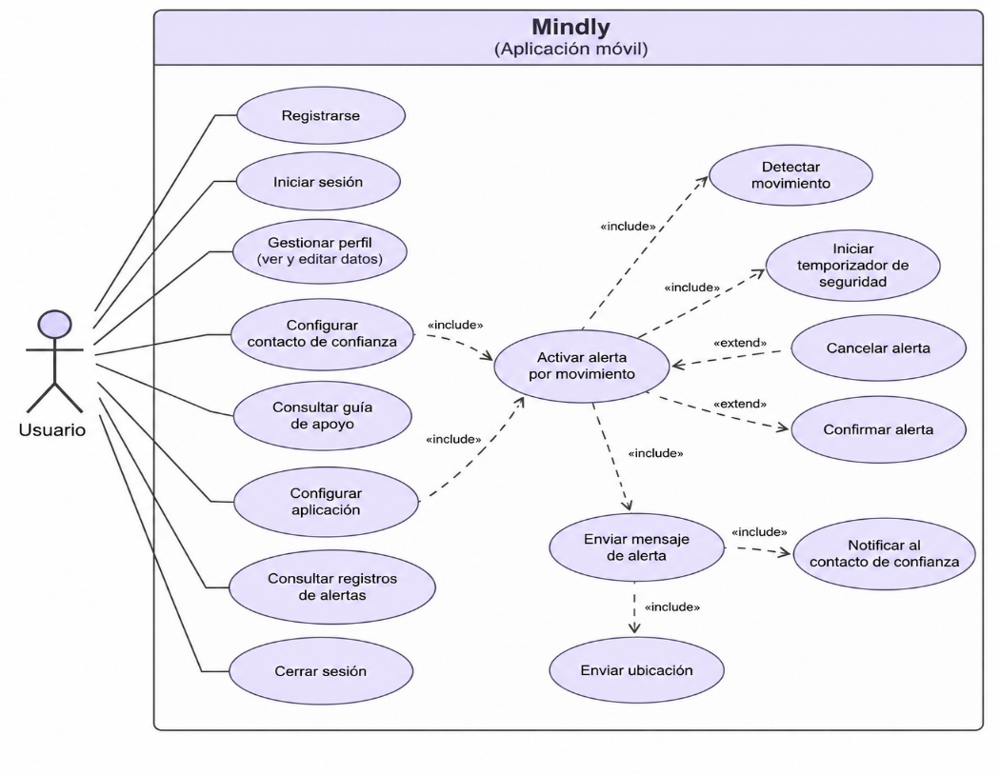 Mindly
(Aplicación móvil)
Registrarse
Iniciar sesión
Gestionar perfil
(ver y editar datos)
Configurar
contacto de confianza
Consultar guía
de apoyo
Configurar
aplicación
Consultar registros
de alertas
Cerrar sesión
Usuario
«include»
«include»
Activar alerta
por movimiento
«include»
«include»
«extend»
«extend»
«include»
Detectar
movimiento
Iniciar
temporizador de
seguridad
Cancelar alerta
Confirmar alerta
Enviar mensaje
de alerta
«include»
Notificar al
contacto de confianza
«include»
Enviar ubicación